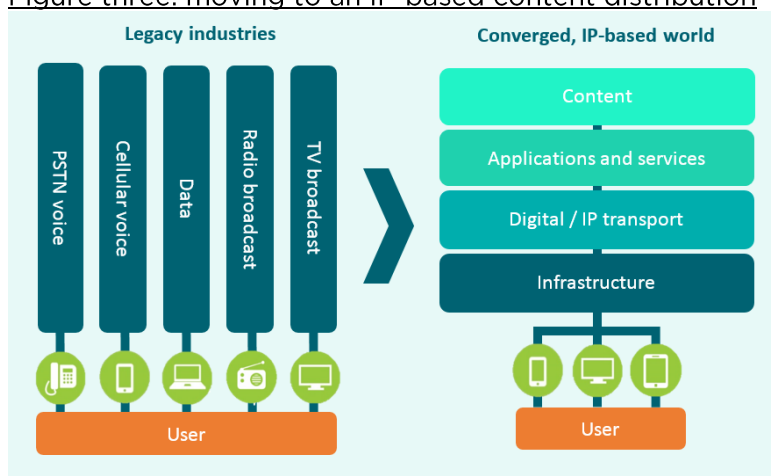 Figure three: moving to an IP-based content distribution
Legacy industries
PSTN voice
Cellular voice
Data
Radio broadcast
TV broadcast
User
Converged, IP-based world
Content
Applications and services
Digital / IP transport
Infrastructure
User